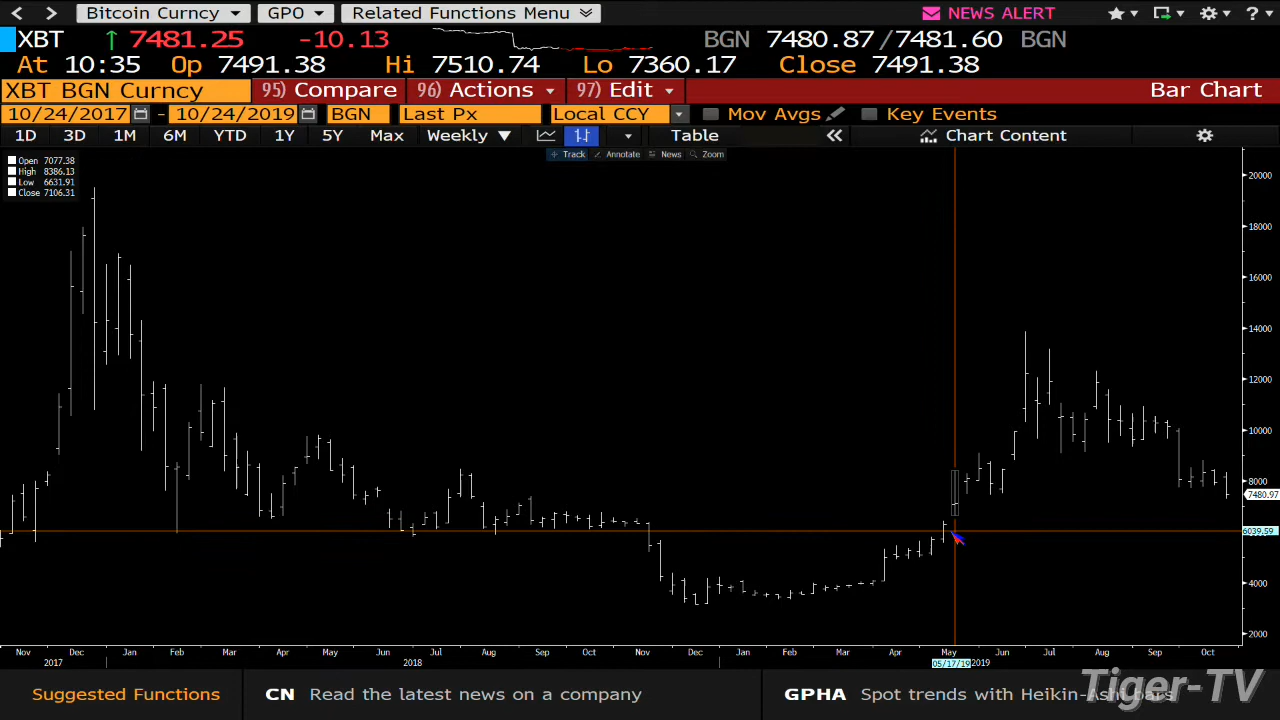 Bitcoin Curncy GPO Related Functions Menu NEWS ALERT ?
XBT ↑ 7481.25 -10.13 BGN 7480.87/7481.60 BGN
At 10:35 Op 7491.38 Hi 7510.74 Lo 7360.17 Close 7491.38
XBT BGN Curncy 95) Compare 96) Actions 97) Edit Bar Chart
10/24/2017 - 10/24/2019 BGN Last Px Local CCY Mov Avgs Key Events
1D 3D 1M 6M YTD 1Y 5Y Max Weekly Table Chart Content
Track Annotate News Zoom
Open 7077.38
High 8386.13
Low 6631.91
Close 7106.31
20000
18000
16000
14000
12000
10000
8000
7480.97
6039.59
4000
2000
Nov Dec Jan Feb Mar Apr May Jun Jul Aug Sep Oct Nov Dec Jan Feb Mar Apr May Jun Jul Aug Sep Oct
2017 2018 05/17/19 2019
Suggested Functions CN Read the latest news on a company GPHA Spot trends with Heikin-Ashi bars
Tiger-TV